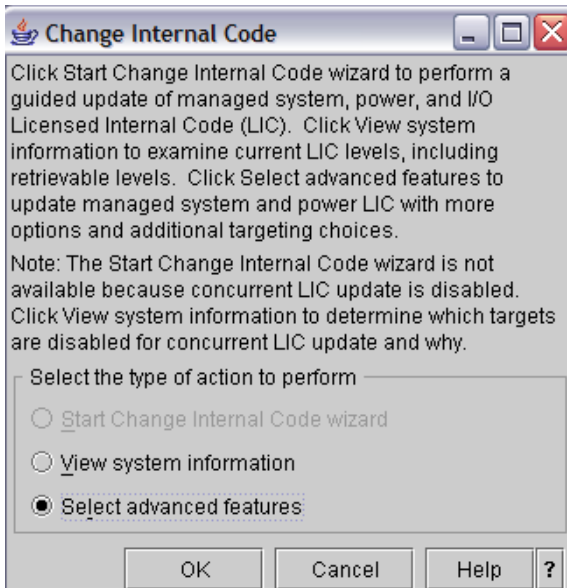 Change Internal Code
Click Start Change Internal Code wizard to perform a
guided update of managed system, power, and I/O
Licensed Internal Code (LIC).  Click View system
information to examine current LIC levels, including
retrievable levels.  Click Select advanced features to
update managed system and power LIC with more
options and additional targeting choices.
Note: The Start Change Internal Code wizard is not
available because concurrent LIC update is disabled.
Click View system information to determine which targets
are disabled for concurrent LIC update and why.
Select the type of action to perform
Start Change Internal Code wizard
View system information
Select advanced features
OK Cancel Help ?